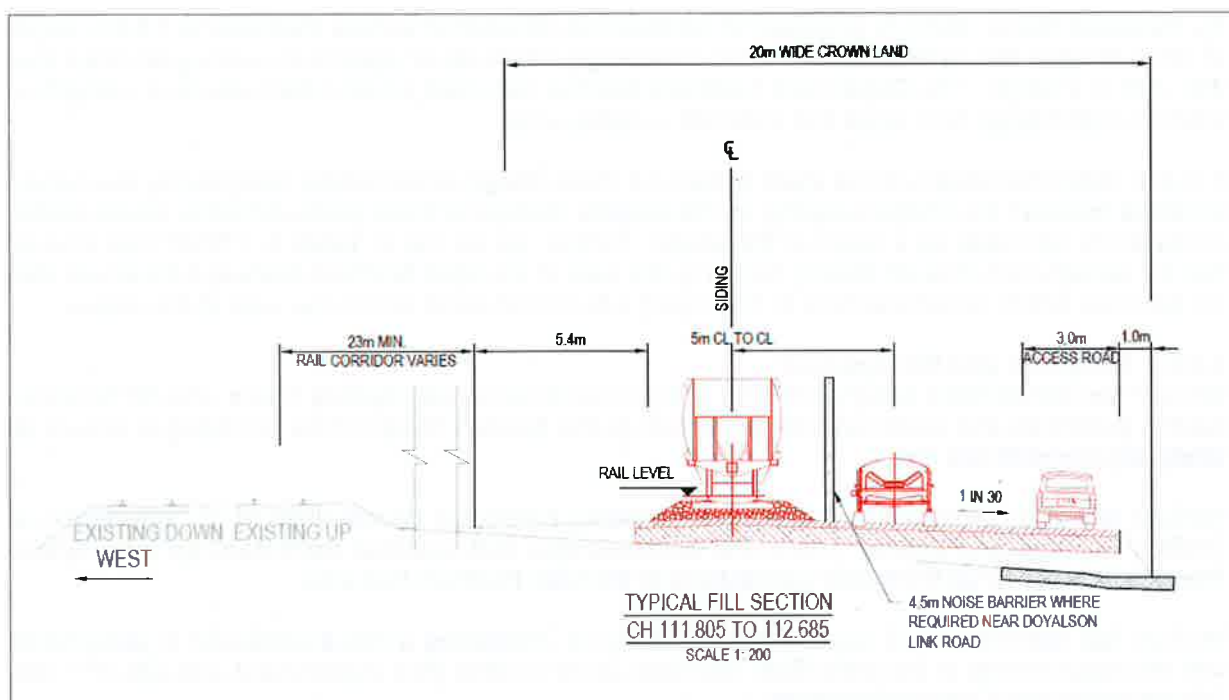 20m WIDE CROWN LAND
℄
SIDING
23m MIN.
RAIL CORRIDOR VARIES
5.4m
5m CL TO CL
3.0m
ACCESS ROAD
1.0m
RAIL LEVEL
1 IN 30
EXISTING DOWN EXISTING UP
WEST
TYPICAL FILL SECTION
CH 111.805 TO 112.685
SCALE 1: 200
4.5m NOISE BARRIER WHERE
REQUIRED NEAR DOYALSON
LINK ROAD